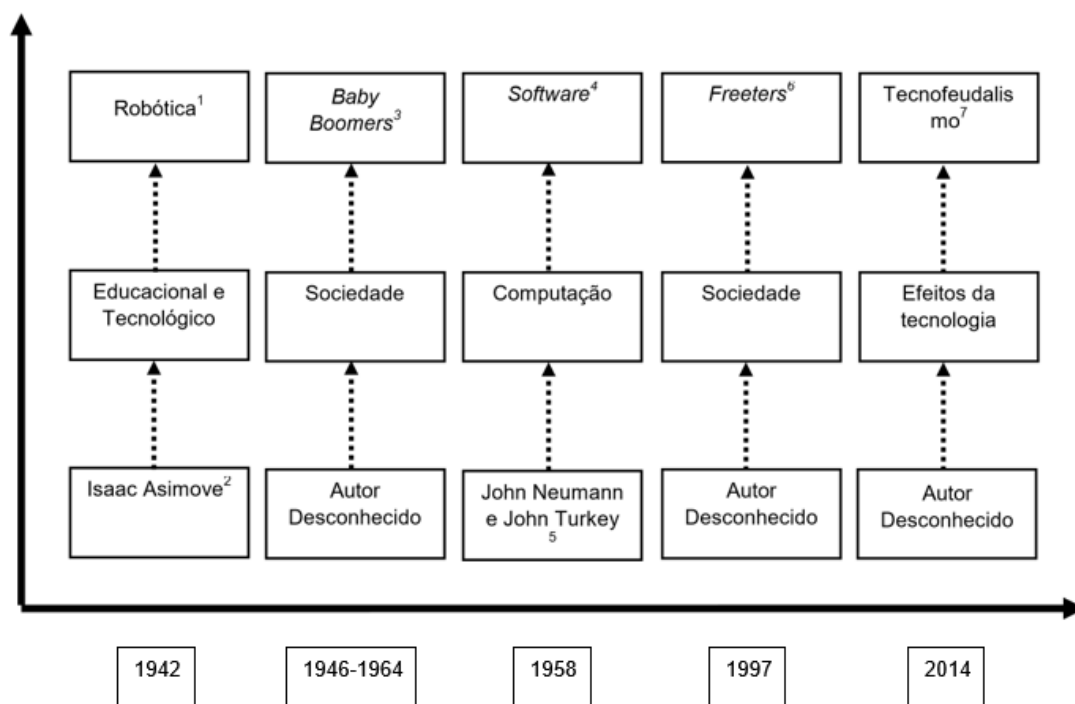 Robótica1
Baby
Boomers3
Software4
Freeters6
Tecnofeudalis
mo7
Educacional e
Tecnológico
Sociedade
Computação
Sociedade
Efeitos da
tecnologia
Isaac Asimove2
Autor
Desconhecido
John Neumann
e John Turkey
5
Autor
Desconhecido
Autor
Desconhecido
1942
1946-1964
1958
1997
2014